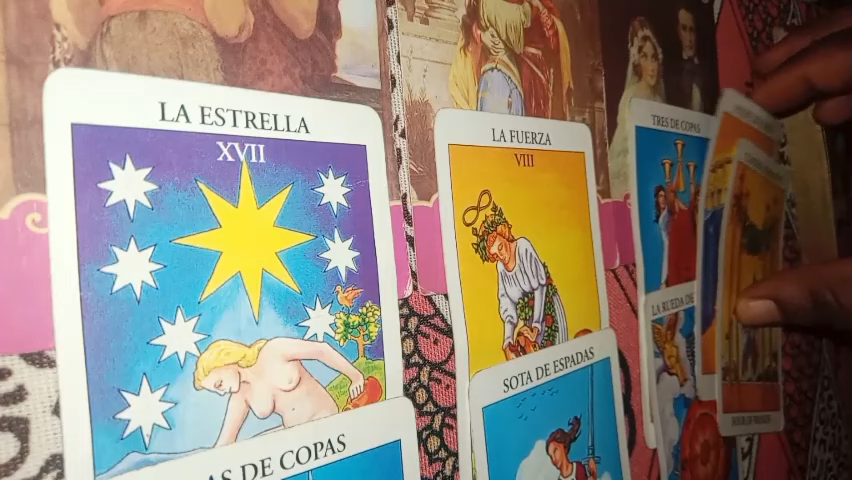 LA ESTRELLA
XVII
AS DE COPAS
LA FUERZA
VIII
SOTA DE ESPADAS
TRES DE COPAS
LA RUEDA DE